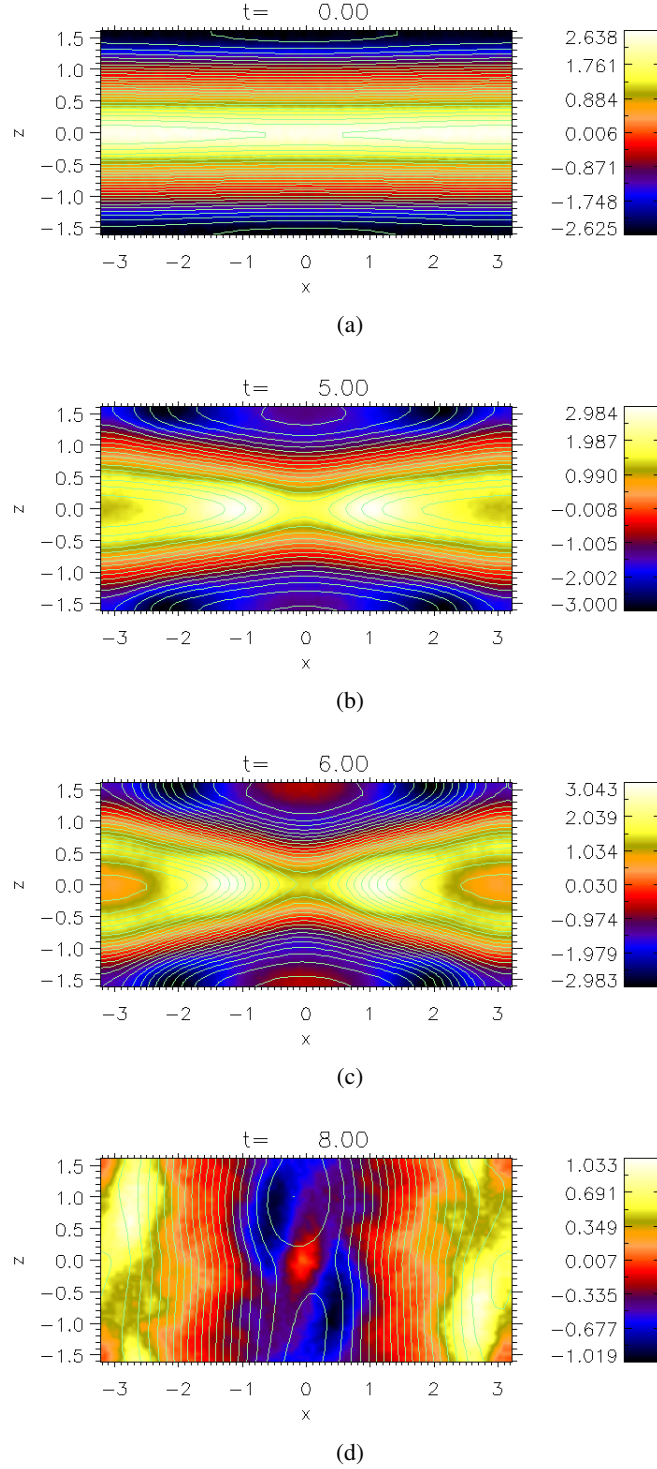 t= 0.00
1.5
1.0
0.5
0.0
-0.5
-1.0
-1.5
z
-3 -2 -1 0 1 2 3
x
2.638
1.761
0.884
0.006
-0.871
-1.748
-2.625
(a)
t= 5.00
1.5
1.0
0.5
0.0
-0.5
-1.0
-1.5
z
-3 -2 -1 0 1 2 3
x
2.984
1.987
0.990
-0.008
-1.005
-2.002
-3.000
(b)
t= 6.00
1.5
1.0
0.5
0.0
-0.5
-1.0
-1.5
z
-3 -2 -1 0 1 2 3
x
3.043
2.039
1.034
0.030
-0.974
-1.979
-2.983
(c)
t= 8.00
1.5
1.0
0.5
0.0
-0.5
-1.0
-1.5
z
-3 -2 -1 0 1 2 3
x
1.033
0.691
0.349
0.007
-0.335
-0.677
-1.019
(d)